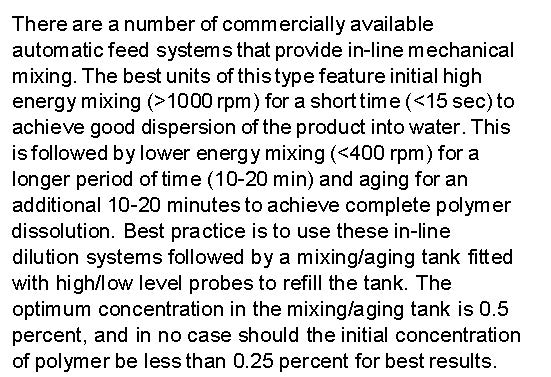 There are a number of commercially available
automatic feed systems that provide in-line mechanical
mixing. The best units of this type feature initial high
energy mixing (>1000 rpm) for a short time (<15 sec) to
achieve good dispersion of the product into water. This
is followed by lower energy mixing (<400 rpm) for a
longer period of time (10-20 min) and aging for an
additional 10-20 minutes to achieve complete polymer
dissolution. Best practice is to use these in-line
dilution systems followed by a mixing/aging tank fitted
with high/low level probes to refill the tank. The
optimum concentration in the mixing/aging tank is 0.5
percent, and in no case should the initial concentration
of polymer be less than 0.25 percent for best results.